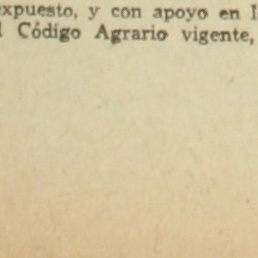 expuesto, y con apoyo en
Código Agrario vigente,